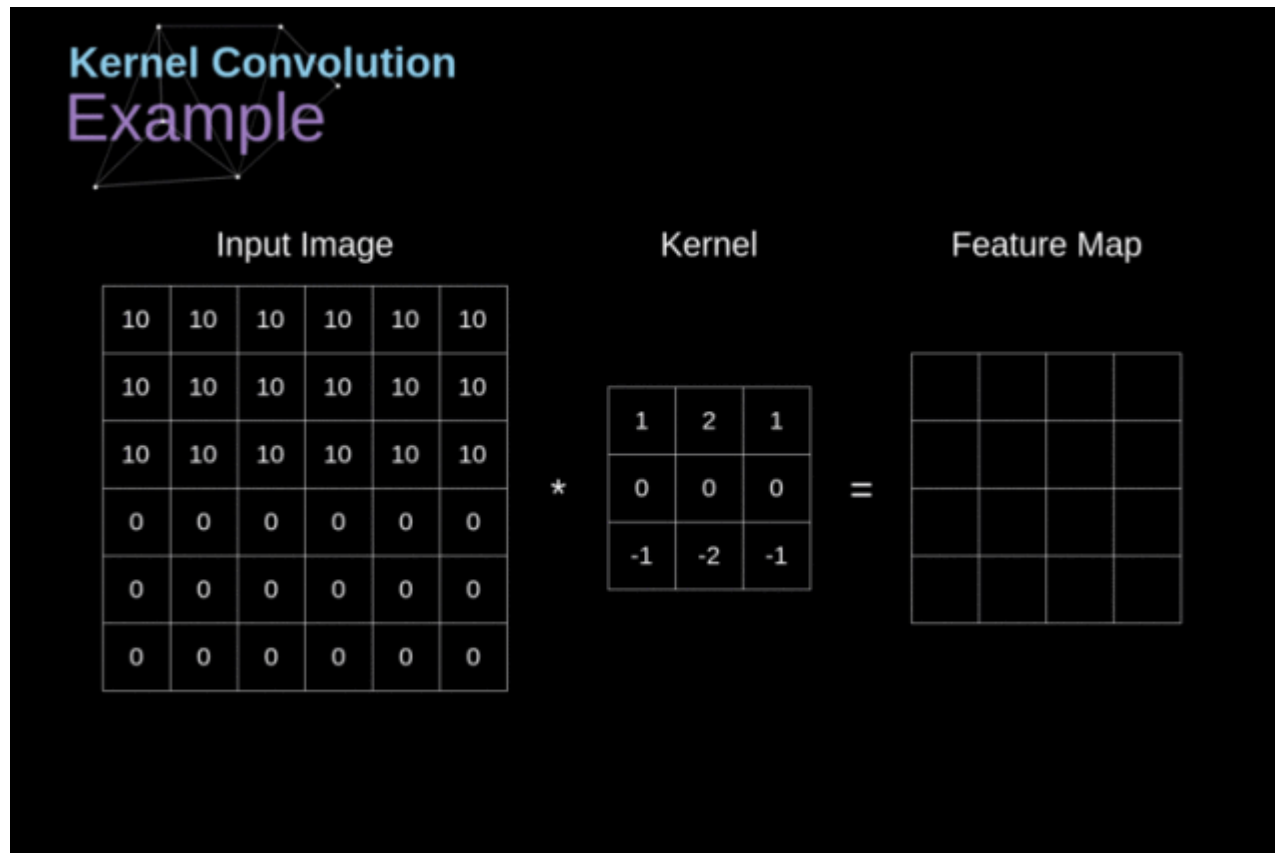 Kernel Convolution
Example
Input Image
Kernel
Feature Map
10 10 10 10 10 10
10 10 10 10 10 10
10 10 10 10 10 10
0 0 0 0 0 0
0 0 0 0 0 0
0 0 0 0 0 0
*
1 2 1
0 0 0
-1 -2 -1
=